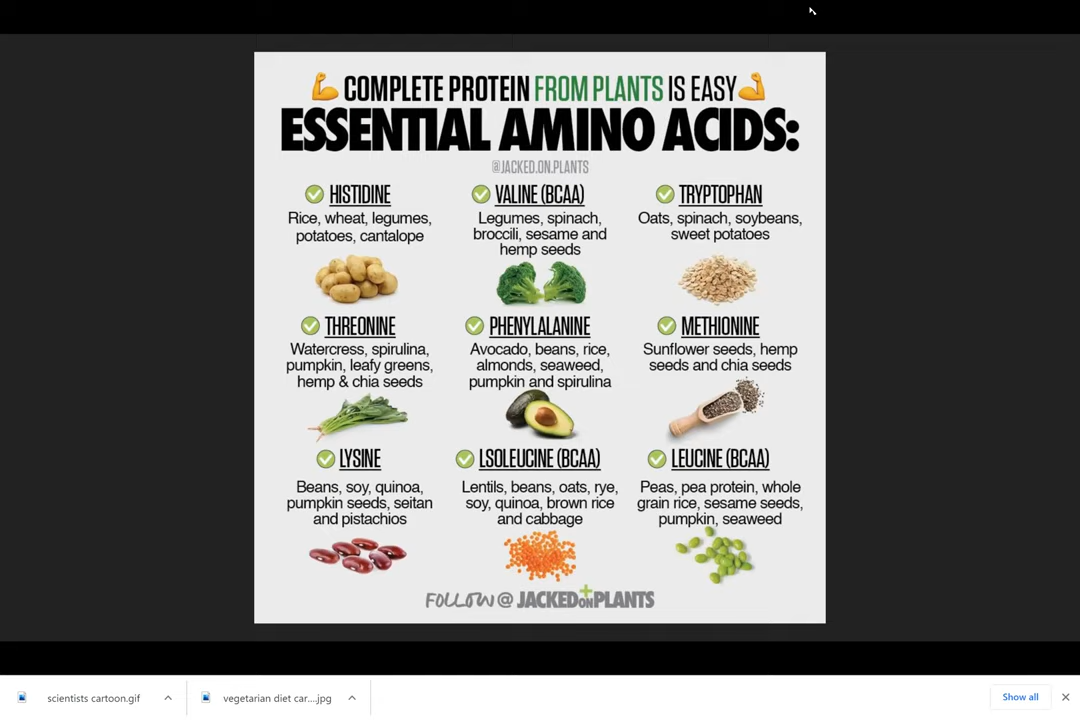 COMPLETE PROTEIN FROM PLANTS IS EASY
ESSENTIAL AMINO ACIDS:
@JACKED.ON.PLANTS
HISTIDINE
Rice, wheat, legumes,
potatoes, cantalope
VALINE (BCAA)
Legumes, spinach,
broccili, sesame and
hemp seeds
TRYPTOPHAN
Oats, spinach, soybeans,
sweet potatoes
THREONINE
Watercress, spirulina,
pumpkin, leafy greens,
hemp & chia seeds
PHENYLALANINE
Avocado, beans, rice,
almonds, seaweed,
pumpkin and spirulina
METHIONINE
Sunflower seeds, hemp
seeds and chia seeds
LYSINE
Beans, soy, quinoa,
pumpkin seeds, seitan
and pistachios
LSOLEUCINE (BCAA)
Lentils, beans, oats, rye,
soy, quinoa, brown rice
and cabbage
LEUCINE (BCAA)
Peas, pea protein, whole
grain rice, sesame seeds,
pumpkin, seaweed
FOLLOW @ JACKED ON PLANTS
scientists cartoon.gif
vegetarian diet car....jpg
Show all